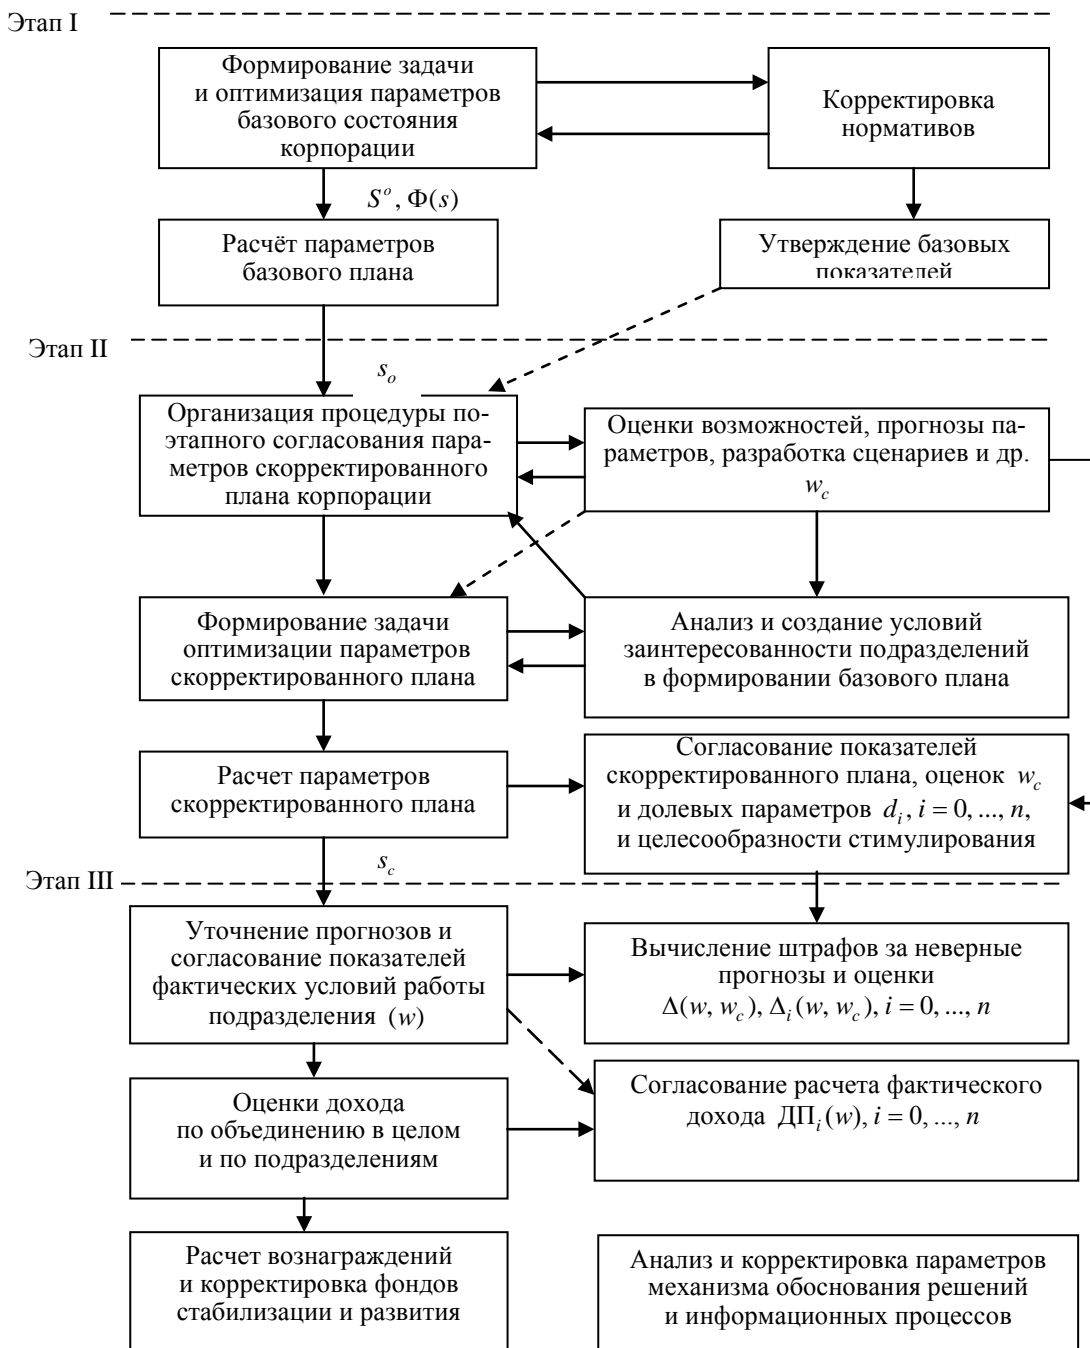 Этап I
Формирование задачи
и оптимизация параметров
базового состояния
корпорации
Корректировка
нормативов
S^o, Ф(s)
Расчёт параметров
базового плана
Утверждение базовых
показателей
Этап II
s_o
Организация процедуры по-
этапного согласования пара-
метров скорректированного
плана корпорации
Оценки возможностей, прогнозы па-
раметров, разработка сценариев и др.
w_c
Формирование задачи
оптимизации параметров
скорректированного плана
Анализ и создание условий
заинтересованности подразделений
в формировании базового плана
Расчет параметров
скорректированного плана
Согласование показателей
скорректированного плана, оценок w_c
и долевых параметров d_i, i = 0, ..., n,
и целесообразности стимулирования
s_c
Этап III
Уточнение прогнозов и
согласование показателей
фактических условий работы
подразделения (w)
Вычисление штрафов за неверные
прогнозы и оценки
Δ(w, w_c), Δ_i(w, w_c), i = 0, ..., n
Оценки дохода
по объединению в целом
и по подразделениям
Согласование расчета фактического
дохода ДП_i(w), i = 0, ..., n
Расчет вознаграждений
и корректировка фондов
стабилизации и развития
Анализ и корректировка параметров
механизма обоснования решений
и информационных процессов